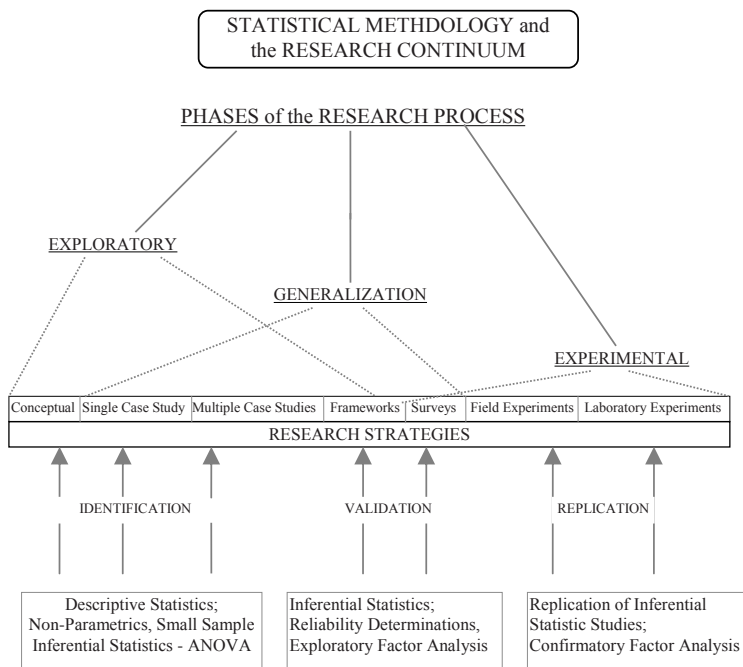 STATISTICAL METHDOLOGY and
the RESEARCH CONTINUUM
PHASES of the RESEARCH PROCESS
EXPLORATORY
GENERALIZATION
EXPERIMENTAL
Conceptual Single Case Study Multiple Case Studies Frameworks Surveys Field Experiments Laboratory Experiments
RESEARCH STRATEGIES
IDENTIFICATION VALIDATION REPLICATION
Descriptive Statistics;
Non-Parametrics, Small Sample
Inferential Statistics - ANOVA
Inferential Statistics;
Reliability Determinations,
Exploratory Factor Analysis
Replication of Inferential
Statistic Studies;
Confirmatory Factor Analysis